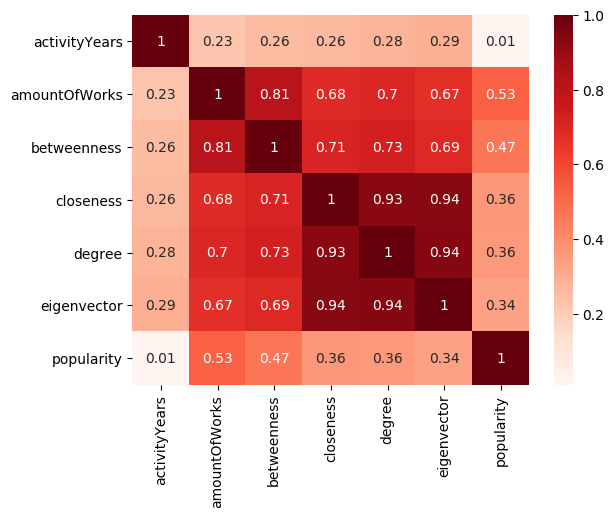 activityYears 1 0.23 0.26 0.26 0.28 0.29 0.01
amountOfWorks 0.23 1 0.81 0.68 0.7 0.67 0.53
betweenness 0.26 0.81 1 0.71 0.73 0.69 0.47
closeness 0.26 0.68 0.71 1 0.93 0.94 0.36
degree 0.28 0.7 0.73 0.93 1 0.94 0.36
eigenvector 0.29 0.67 0.69 0.94 0.94 1 0.34
popularity 0.01 0.53 0.47 0.36 0.36 0.34 1
activityYears
amountOfWorks
betweenness
closeness
degree
eigenvector
popularity
1.0
0.8
0.6
0.4
0.2